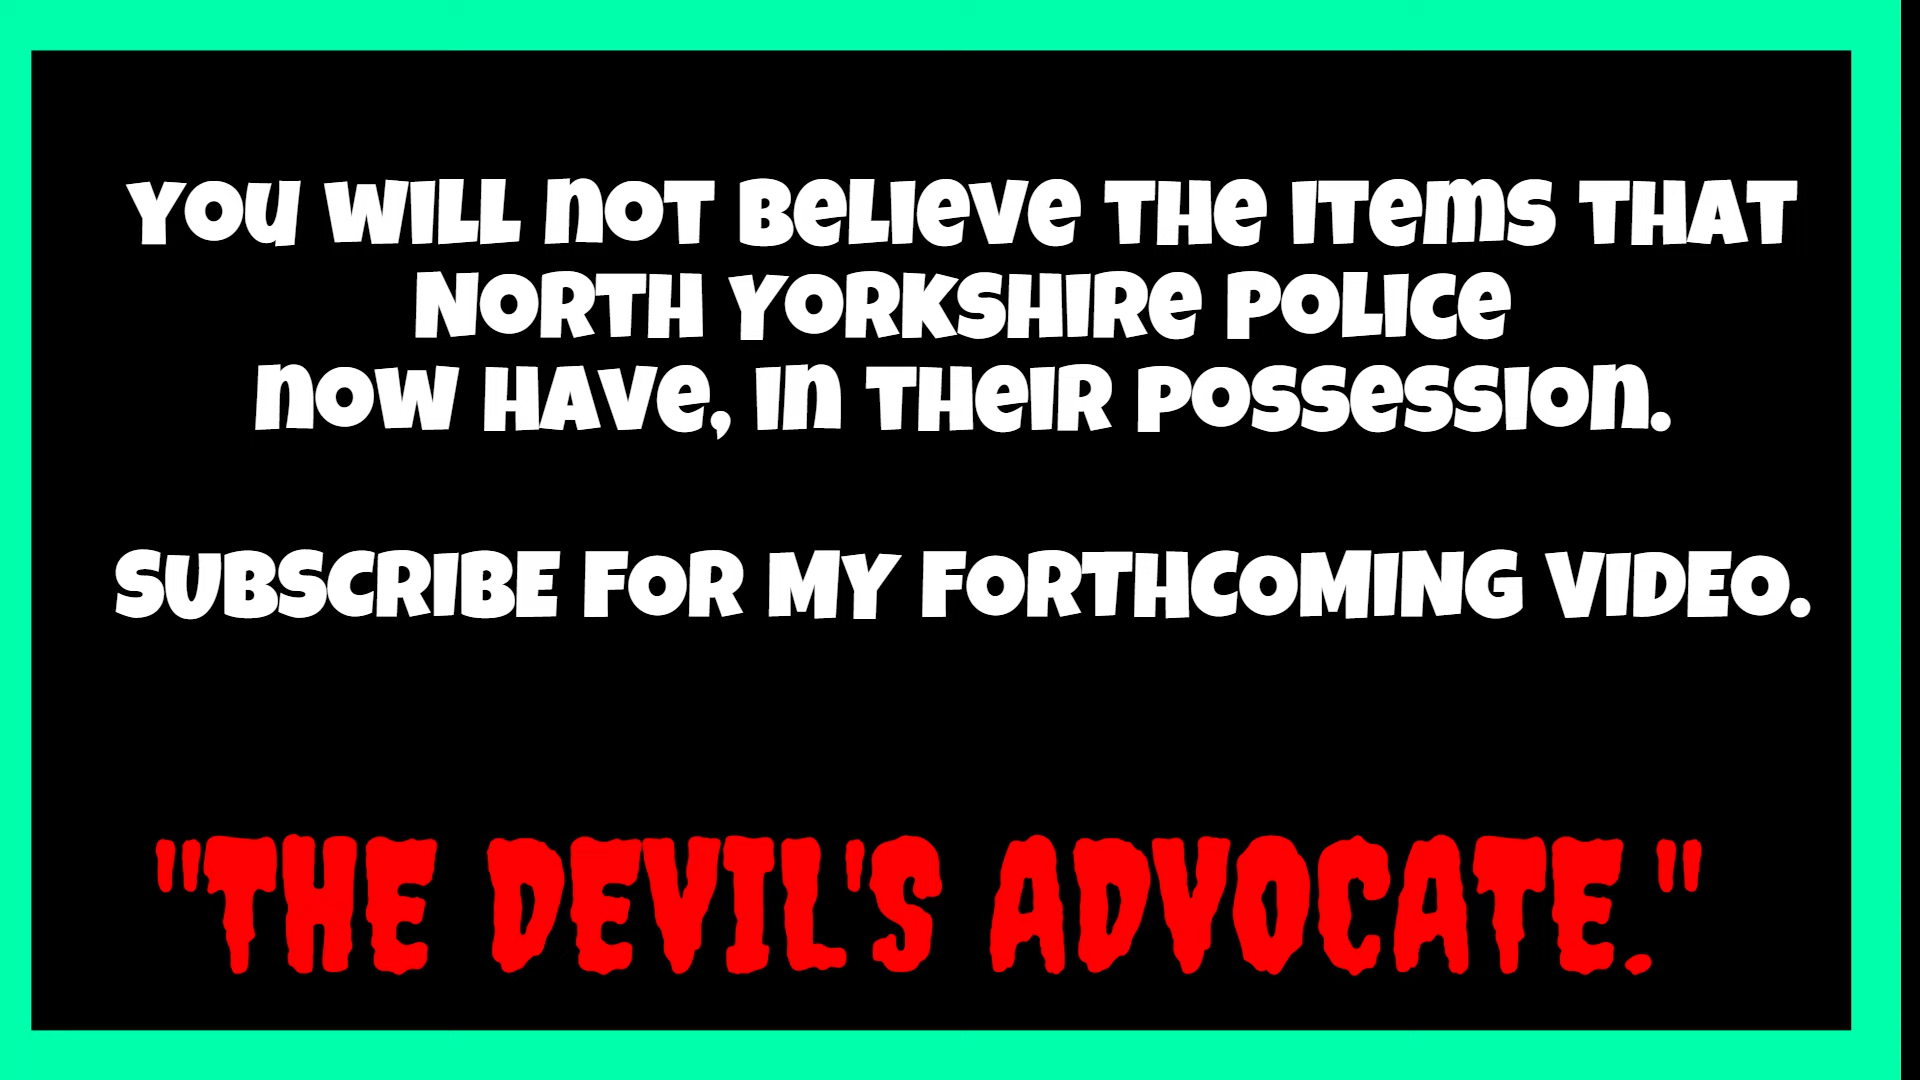 You will not believe the items that
North Yorkshire Police
now have, in their possession.
SUBSCRIBE FOR MY FORTHCOMING VIDEO.
"THE DEVIL'S ADVOCATE."